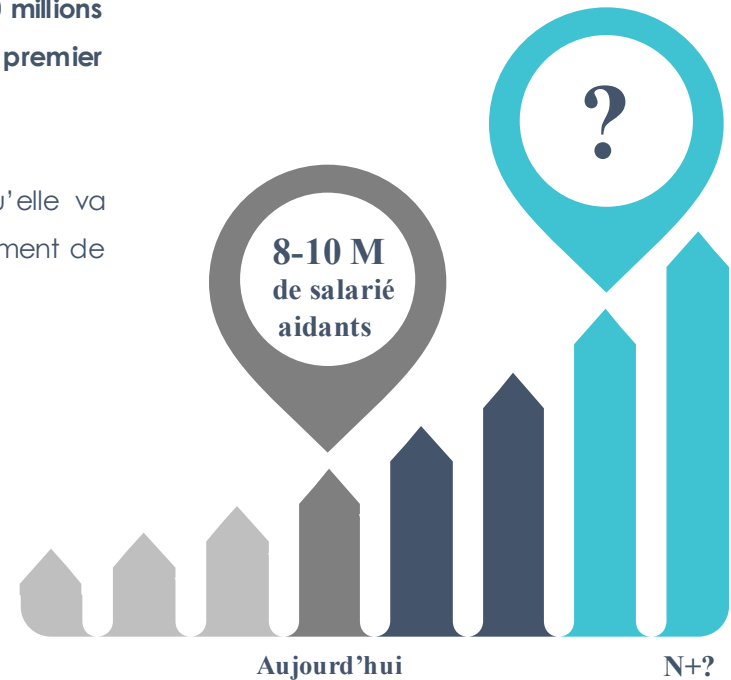 millions
premier
?
u'elle va
ment de
8-10 M
de salarié
aidants
Aujourd'hui
N+?